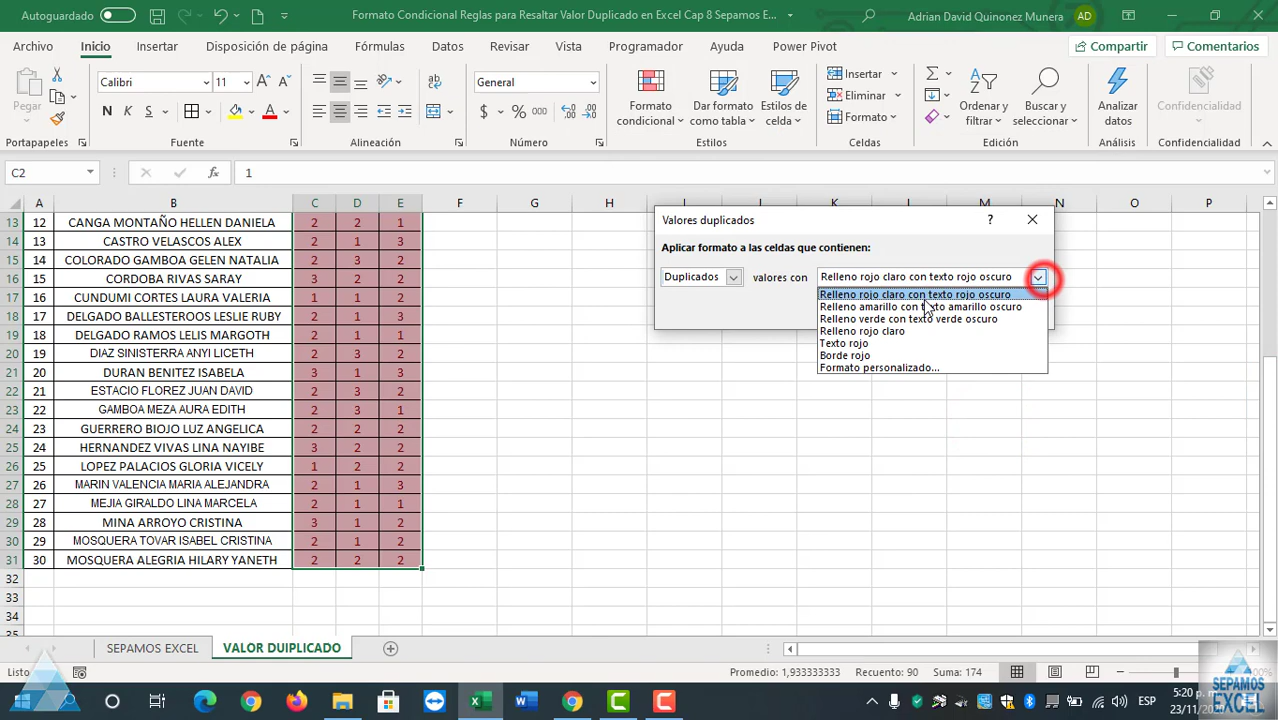 Autoguardado
Formato Condicional Reglas para Resaltar Valor Duplicado en Excel Cap 8 Sepamos E...
Adrian David Quinonez Munera
AD
Archivo Inicio Insertar Disposición de página Fórmulas Datos Revisar Vista Programador Ayuda Power Pivot
Compartir
Comentarios
Pegar
Calibri 11
N K S
General
$ % 000
Formato condicional
Dar formato como tabla
Estilos de celda
Insertar
Eliminar
Formato
Ordenar y filtrar
Buscar y seleccionar
Analizar datos
Confidencialidad
Portapapeles Fuente Alineación Número Estilos Celdas Edición Confidencialidad
C2 fx 1
A B C D E F G H I J K L M N O P
13 12 CANGA MONTAÑO HELLEN DANIELA 2 2 1
14 13 CASTRO VELASCOS ALEX 2 1 3
15 14 COLORADO GAMBOA GELEN NATALIA 2 3 2
16 15 CORDOBA RIVAS SARAY 3 2 2
17 16 CUNDUMI CORTES LAURA VALERIA 1 1 2
18 17 DELGADO BALLESTEROOS LESLIE RUBY 2 3 2
19 18 DELGADO RAMOS LELIS MARGOTH 2 1 1
20 19 DIAZ SINISTERRA ANYI LICETH 2 3 2
21 20 DURAN BENITEZ ISABELA 3 1 3
22 21 ESTACIO FLOREZ JUAN DAVID 2 3 2
23 22 GAMBOA MEZA AURA EDITH 2 3 1
24 23 GUERRERO BIOJO LUZ ANGELICA 2 2 2
25 24 HERNANDEZ VIVAS LINA NAYIBE 3 2 2
26 25 LOPEZ PALACIOS GLORIA VICELY 1 2 2
27 26 MARIN VALENCIA MARIA ALEJANDRA 2 1 3
28 27 MEJIA GIRALDO LINA MARCELA 2 1 1
29 28 MINA ARROYO CRISTINA 3 1 2
30 29 MOSQUERA TOVAR ISABEL CRISTINA 2 1 2
31 30 MOSQUERA ALEGRIA HILARY YANETH 2 2 2
32
33
34
35
Valores duplicados ?
Aplicar formato a las celdas que contienen:
Duplicados valores con Relleno rojo claro con texto rojo oscuro
Relleno rojo claro con texto rojo oscuro
Relleno amarillo con texto amarillo oscuro
Relleno verde con texto verde oscuro
Relleno rojo claro
Texto rojo
Borde rojo
Formato personalizado...
SEPAMOS EXCEL VALOR DUIPLICADO
Listo
Promedio: 1,933333333 Recuento: 90 Suma: 174
ESP
5:20 p. m.
SEPAMOS
EXCEL